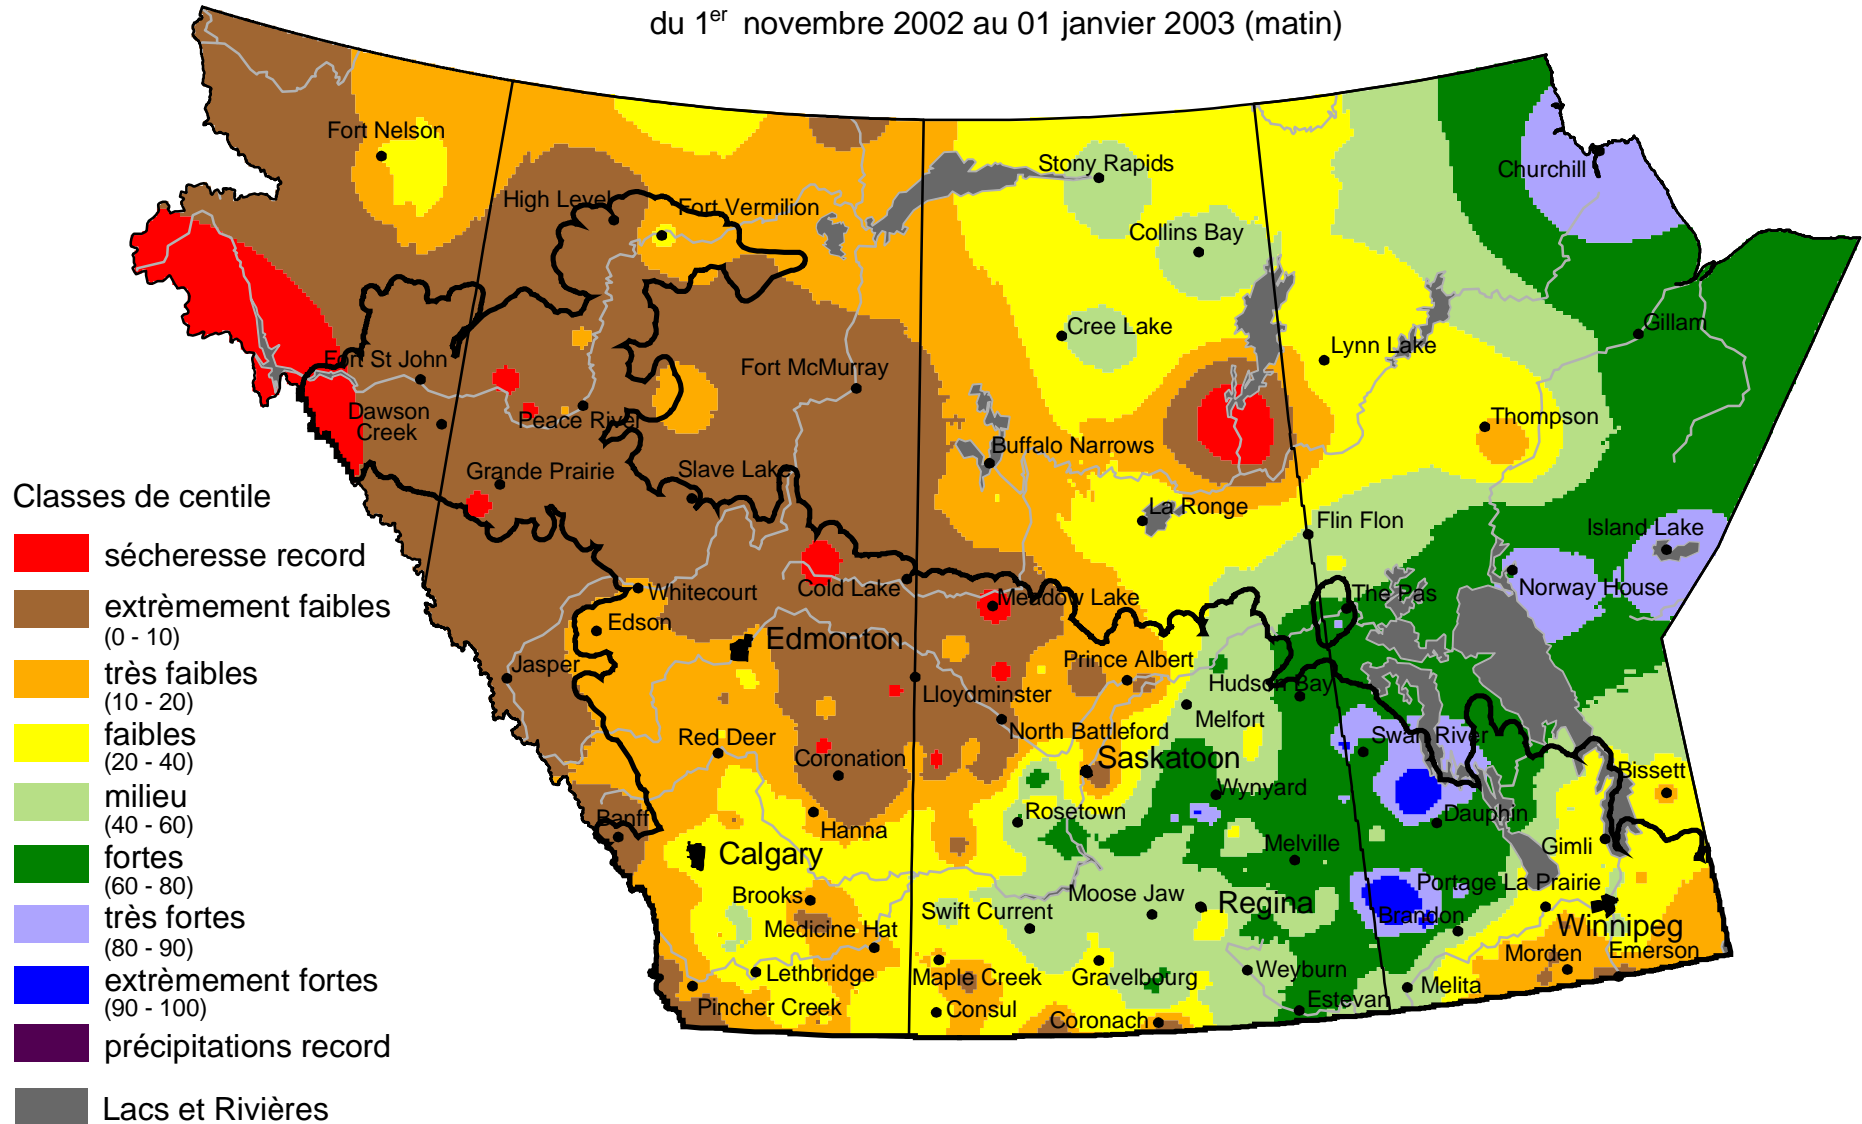 du 1er novembre 2002 au 01 janvier 2003 (matin)
Fort Nelson
High Level
Fort Vermilion
Stony Rapids
Collins Bay
Churchill
Cree Lake
Gillam
Lynn Lake
Fort St John
Fort McMurray
Dawson
Creek
Peace River
Thompson
Buffalo Narrows
Grande Prairie
Slave Lake
La Ronge
Flin Flon
Island Lake
Norway House
Whitecourt
Cold Lake
Meadow Lake
The Pas
Edson
Edmonton
Jasper
Prince Albert
Lloydminster
Hudson Bay
Melfort
North Battleford
Swan River
Red Deer
Coronation
Saskatoon
Bissett
Wynyard
Banff
Hanna
Rosetown
Dauphin
Calgary
Melville
Gimli
Brooks
Moose Jaw
Regina
Portage La Prairie
Swift Current
Brandon
Winnipeg
Medicine Hat
Morden
Emerson
Lethbridge
Maple Creek
Gravelbourg
Weyburn
Melita
Pincher Creek
Consul
Coronach
Estevan
Classes de centile
sécheresse record
extrèmement faibles
(0 - 10)
très faibles
(10 - 20)
faibles
(20 - 40)
milieu
(40 - 60)
fortes
(60 - 80)
très fortes
(80 - 90)
extrèmement fortes
(90 - 100)
précipitations record
Lacs et Rivières